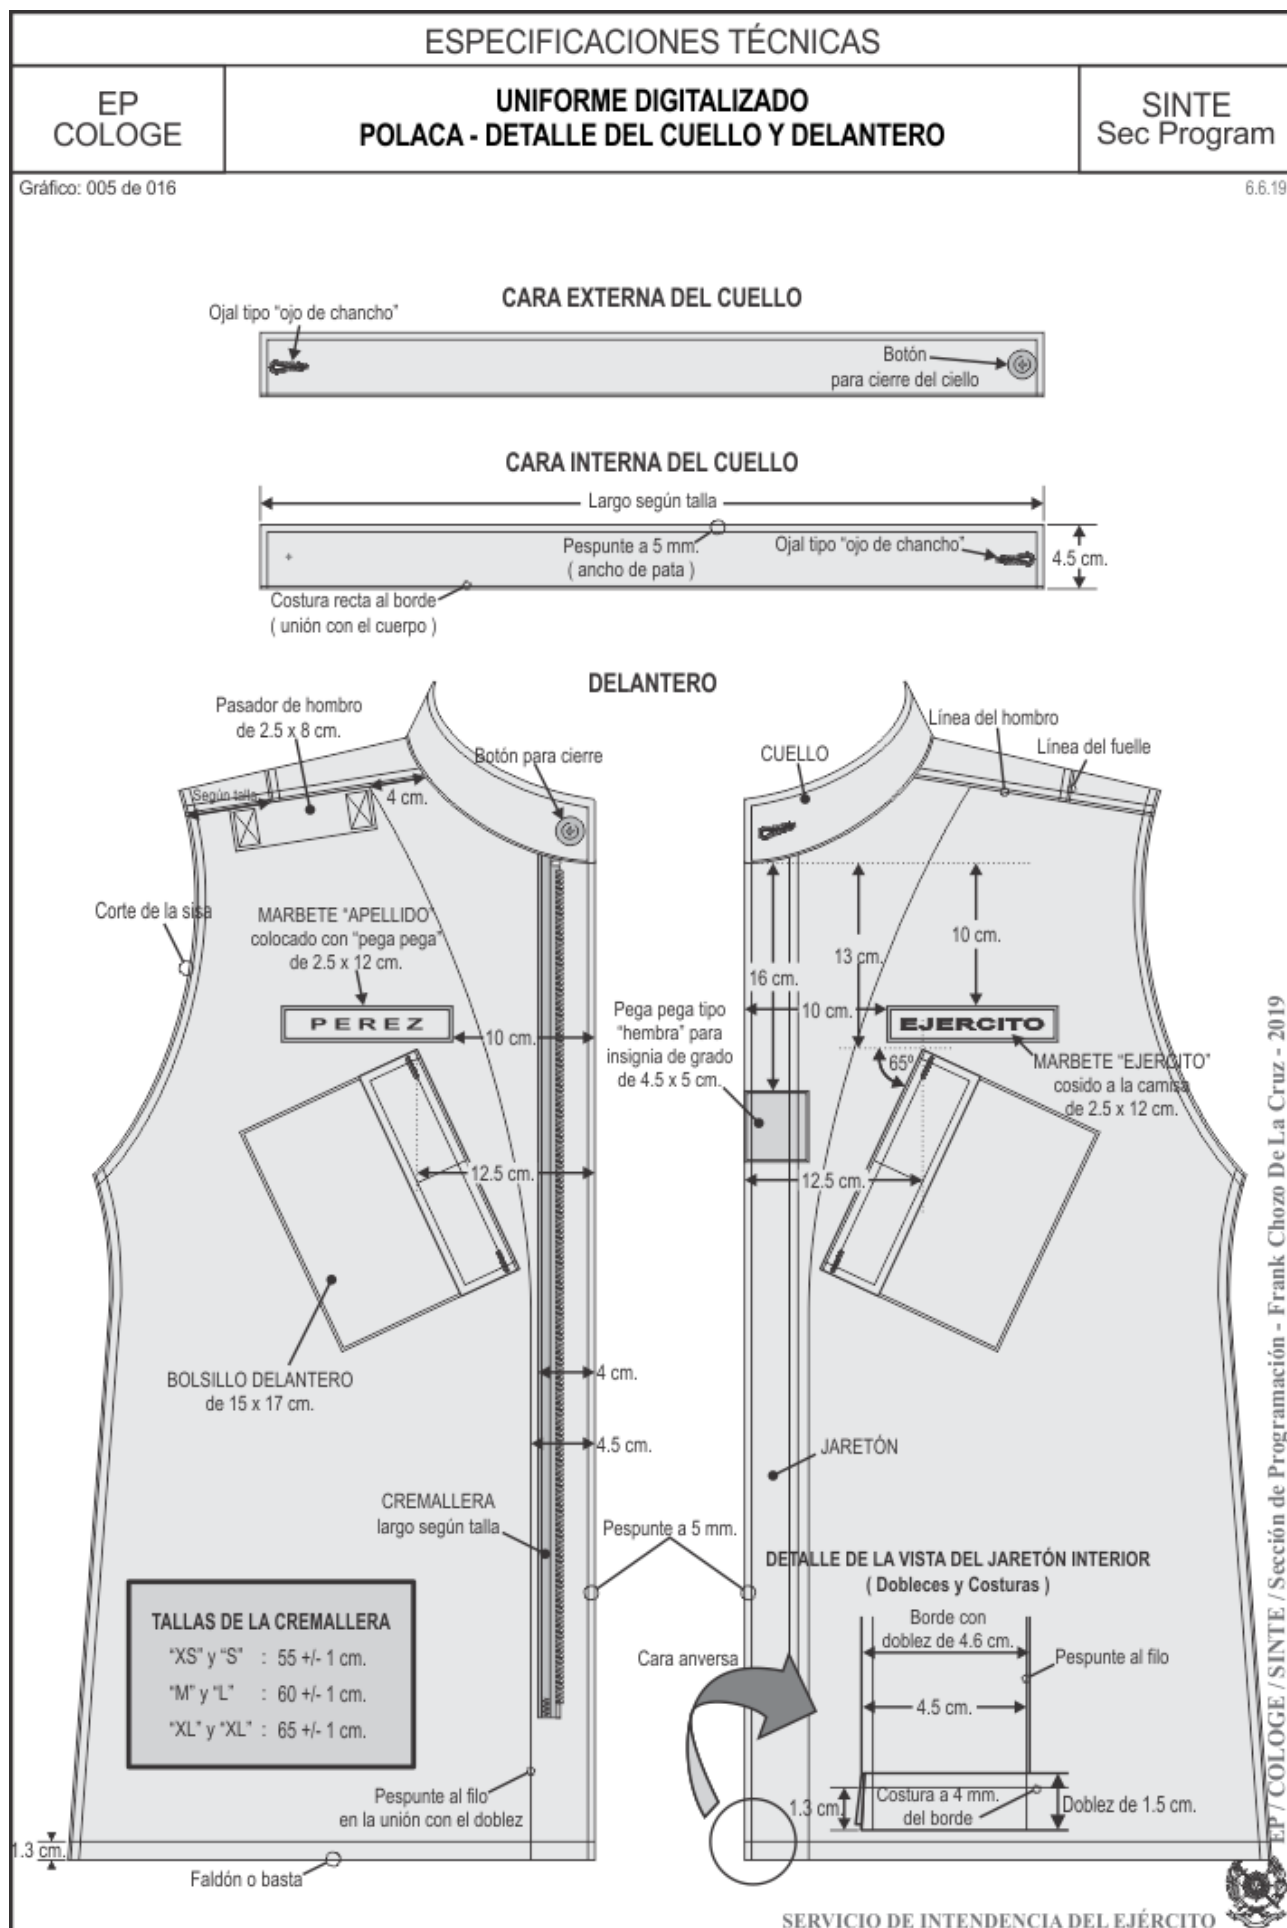 ESPECIFICACIONES TÉCNICAS
EP
COLOGE
UNIFORME DIGITALIZADO
POLACA - DETALLE DEL CUELLO Y DELANTERO
SINTE
Sec Program
Gráfico: 005 de 016
6.6.19
CARA EXTERNA DEL CUELLO
Ojal tipo “ojo de chancho”
Botón
para cierre del ciello
CARA INTERNA DEL CUELLO
Largo según talla
Pespunte a 5 mm.
( ancho de pata )
Ojal tipo “ojo de chancho”
4.5 cm.
Costura recta al borde
( unión con el cuerpo )
DELANTERO
Pasador de hombro
de 2.5 x 8 cm.
Botón para cierre
CUELLO
Línea del hombro
Línea del fuelle
Según talla
4 cm.
Corte de la sisa
MARBETE “APELLIDO”
colocado con “pega pega”
de 2.5 x 12 cm.
PEREZ
10 cm.
10 cm.
13 cm.
16 cm.
10 cm.
EJERCITO
Pega pega tipo
“hembra” para
insignia de grado
de 4.5 x 5 cm.
65º
MARBETE “EJERCITO”
cosido a la camisa
de 2.5 x 12 cm.
12.5 cm.
12.5 cm.
BOLSILLO DELANTERO
de 15 x 17 cm.
4 cm.
4.5 cm.
JARETÓN
CREMALLERA
largo según talla
Pespunte a 5 mm.
DETALLE DE LA VISTA DEL JARETÓN INTERIOR
( Dobleces y Costuras )
TALLAS DE LA CREMALLERA
“XS” y “S” : 55 +/- 1 cm.
“M” y “L” : 60 +/- 1 cm.
“XL” y “XL” : 65 +/- 1 cm.
Borde con
doblez de 4.6 cm.
Cara anversa
Pespunte al filo
4.5 cm.
Pespunte al filo
en la unión con el doblez
1.3 cm.
Costura a 4 mm.
del borde
Doblez de 1.5 cm.
1.3 cm.
Faldón o basta
EP / COLOGE / SINTE / Sección de Programación - Frank Chozo De La Cruz - 2019
SERVICIO DE INTENDENCIA DEL EJÉRCITO